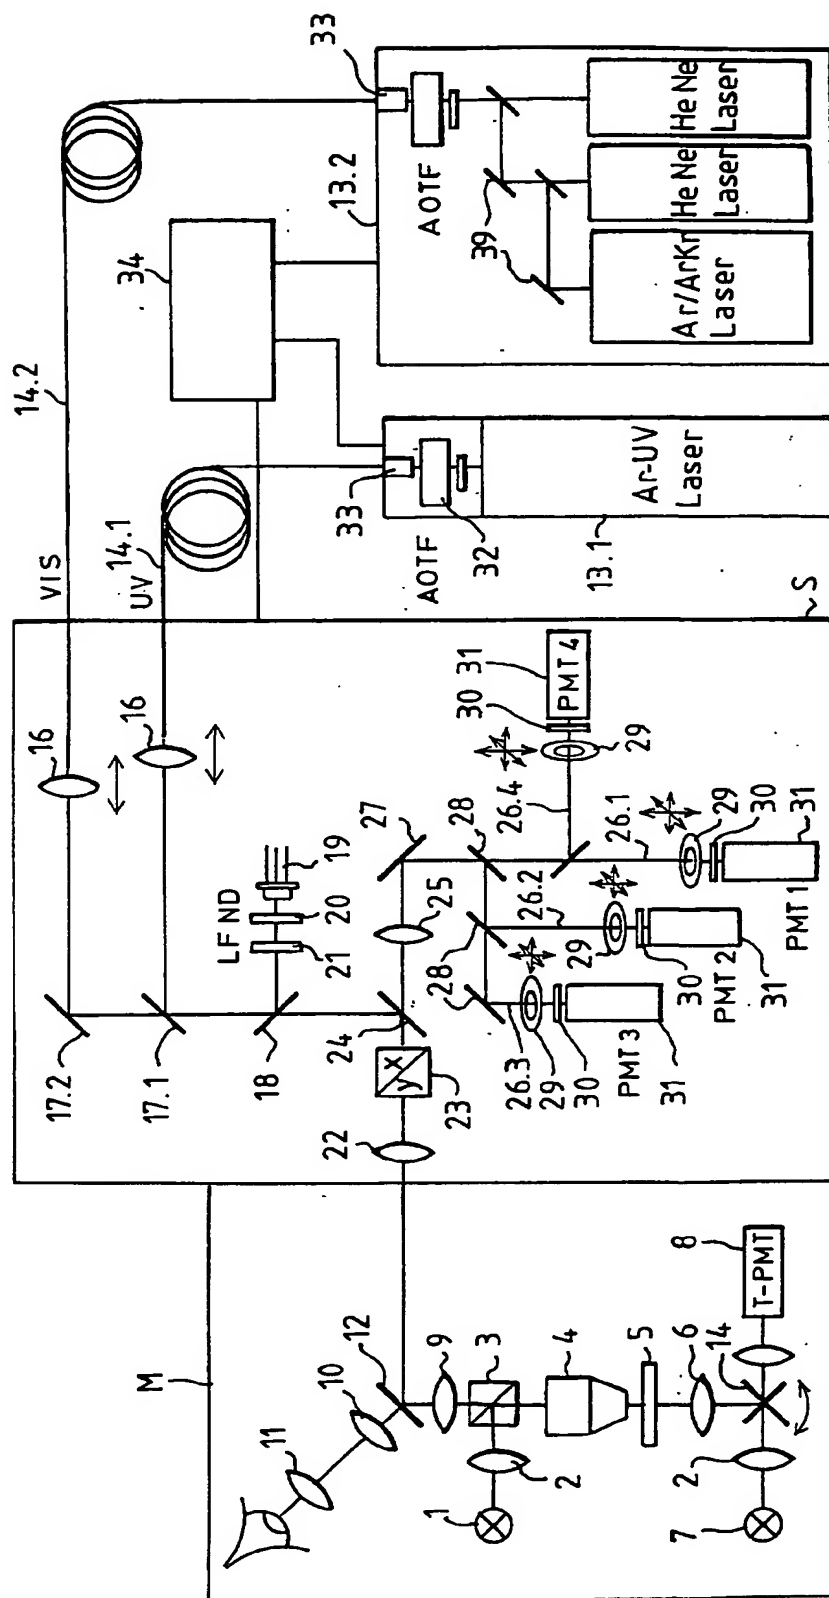 33
13.2
AOTF
39
HeNe
Laser
HeNe
Laser
Ar/ArKr
Laser
34
14.2
VIS
14.1
UV
33
AOTF
32
Ar-UV
Laser
13.1
S
16
16
19
LF ND
20
21
17.2
17.1
18
24
25
27
28
28
x
y
23
22
26.4
30
31
PMT 4
29
26.1
29
30
31
PMT 1
26.2
29
30
PMT 2
31
26.3
29
30
PMT 3
31
M
12
10
11
9
3
4
5
6
14
8
T-PMT
2
1
2
7